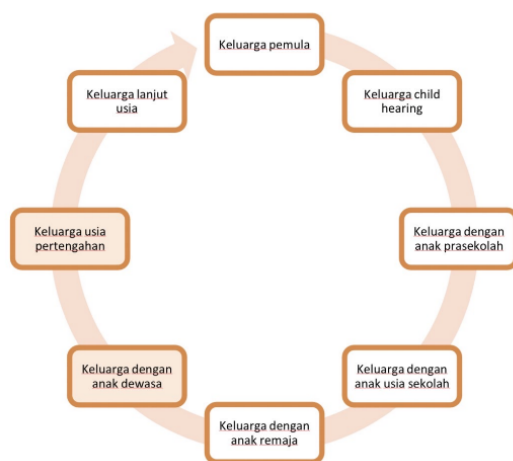 Keluarga pemula
Keluarga child
hearing
Keluarga dengan
anak prasekolah
Keluarga dengan
anak usia sekolah
Keluarga dengan
anak remaja
Keluarga dengan
anak dewasa
Keluarga usia
pertengahan
Keluarga lanjut
usia